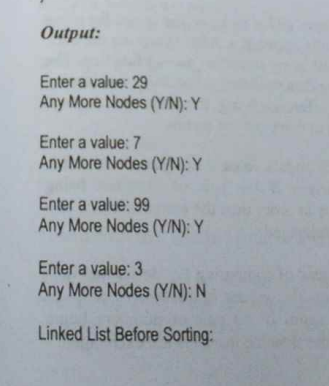 Output:
Enter a value: 29
Any More Nodes (Y/N): Y
Enter a value: 7
Any More Nodes (Y/N): Y
Enter a value: 99
Any More Nodes (Y/N): Y
Enter a value: 3
Any More Nodes (Y/N): N
Linked List Before Sorting: